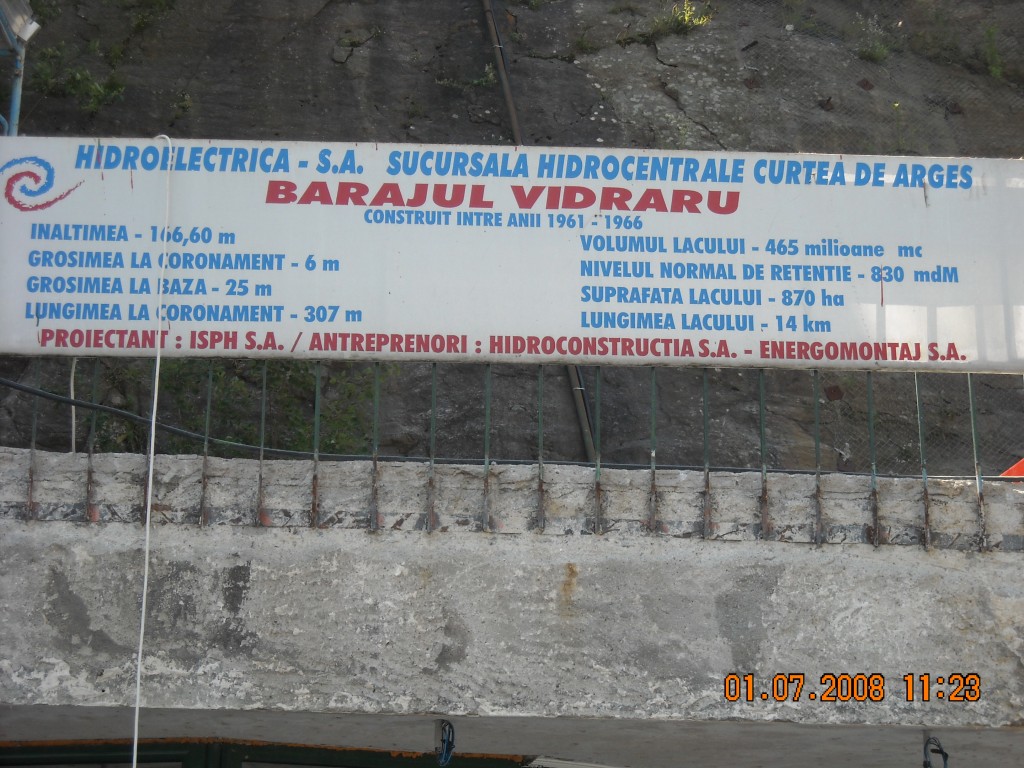 HIDROELECTRICA - S.A. SUCURSALA HIDROCENTRALE CURTEA DE ARGES
BARAJUL VIDRARU
CONSTRUIT INTRE ANII 1961 - 1966
INALTIMEA - 166,60 m
GROSIMEA LA CORONAMENT - 6 m
GROSIMEA LA BAZA - 25 m
LUNGIMEA LA CORONAMENT - 307 m
VOLUMUL LACULUI - 465 milioane mc
NIVELUL NORMAL DE RETENTIE - 830 mdM
SUPRAFATA LACULUI - 870 ha
LUNGIMEA LACULUI - 14 km
PROIECTANT : ISPH S.A. / ANTREPRENORI : HIDROCONSTRUCTIA S.A. - ENERGOMONTAJ S.A.
01.07.2008 11:23